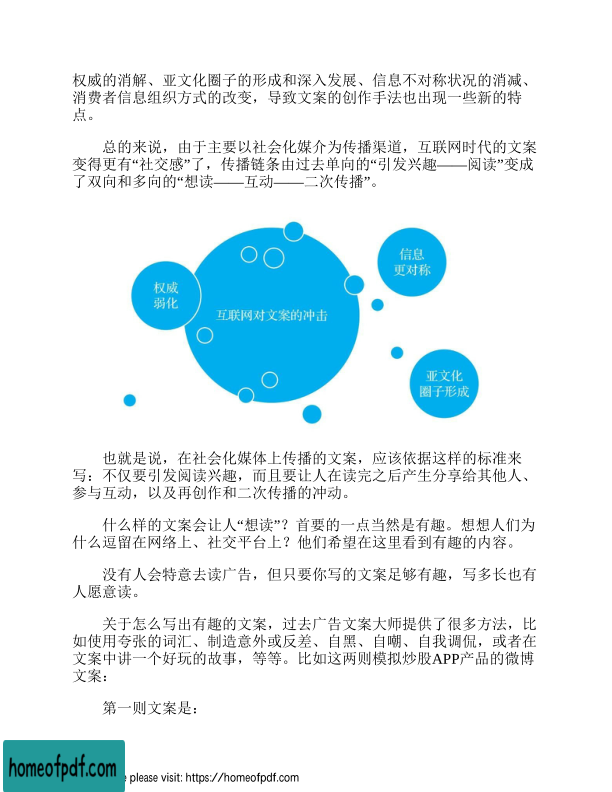 权威的消解、亚文化圈子的形成和深入发展、信息不对称状况的消减、
消费者信息组织方式的改变，导致文案的创作手法也出现一些新的特
点。
总的来说，由于主要以社会化媒介为传播渠道，互联网时代的文案
变得更有“社交感”了，传播链条由过去单向的“引发兴趣——阅读”变成
了双向和多向的“想读——互动——二次传播”。
信息
更对称
权威
弱化
互联网对文案的冲击
亚文化
圈子形成
也就是说，在社会化媒体上传播的文案，应该依据这样的标准来
写：不仅要引发阅读兴趣，而且要让人在读完之后产生分享给其他人、
参与互动，以及再创作和二次传播的冲动。
什么样的文案会让人“想读”？首要的一点当然是有趣。想想人们为
什么逗留在网络上、社交平台上？他们希望在这里看到有趣的内容。
没有人会特意去读广告，但只要你写的文案足够有趣，写多长也有
人愿意读。
关于怎么写出有趣的文案，过去广告文案大师提供了很多方法，比
如使用夸张的词汇、制造意外或反差、自黑、自嘲、自我调侃，或者在
文案中讲一个好玩的故事，等等。比如这两则模拟炒股APP产品的微博
文案：
第一则文案是：
homeofpdf.com
e please visit: https://homeofpdf.com